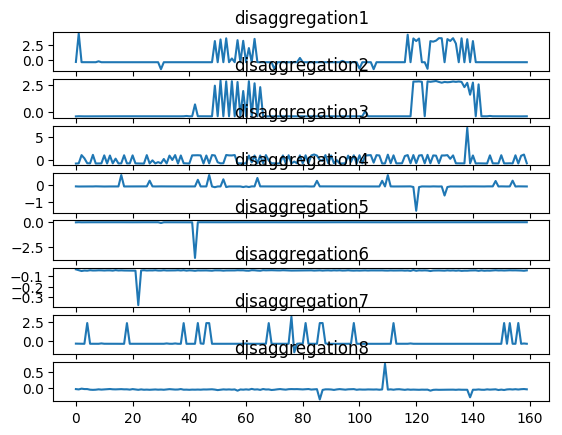 disaggregation1
2.5
0.0
disaggregation2
2.5
0.0
disaggregation3
5
0
disaggregation4
0
−1
disaggregation5
0.0
−2.5
disaggregation6
−0.1
−0.2
−0.3
disaggregation7
2.5
0.0
disaggregation8
0.5
0.0
0 20 40 60 80 100 120 140 160